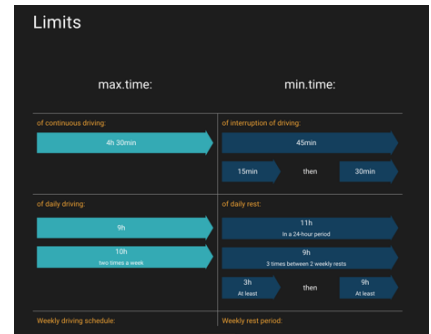 Limits
max.time:
min.time:
of continuous driving:
4h 30min
of interruption of driving:
45min
15min then 30min
of daily driving:
9h
10h
two times a week
of daily rest:
11h
In a 24-hour period
9h
3 times between 2 weekly rests
3h
At least
then
9h
At least
Weekly driving schedule:
Weekly rest period: